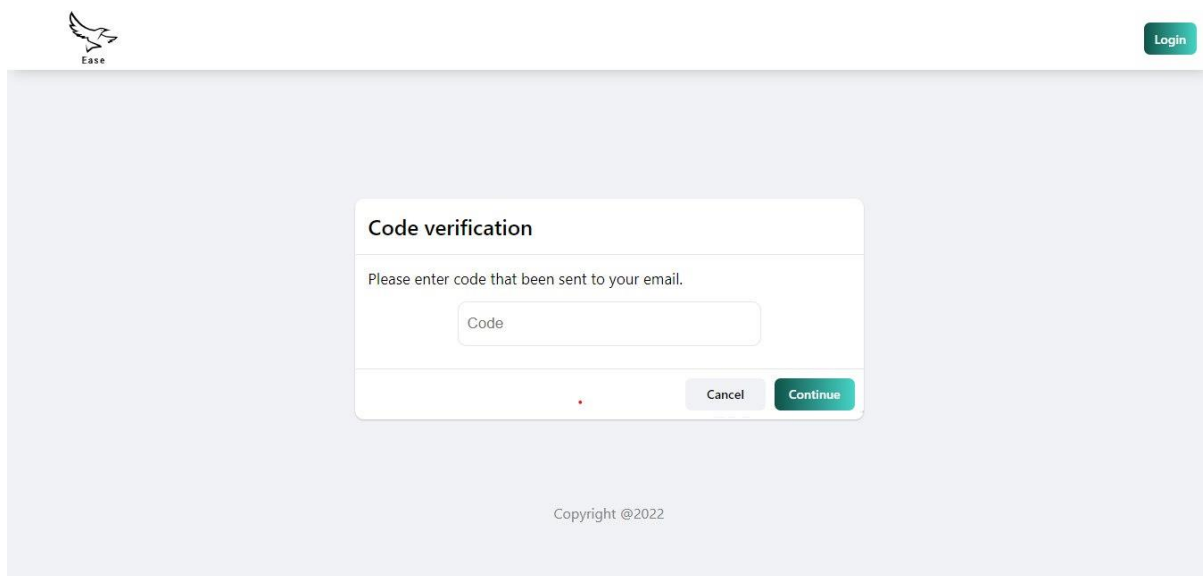 Ease
Login
Code verification
Please enter code that been sent to your email.
Code
Cancel
Continue
Copyright @2022